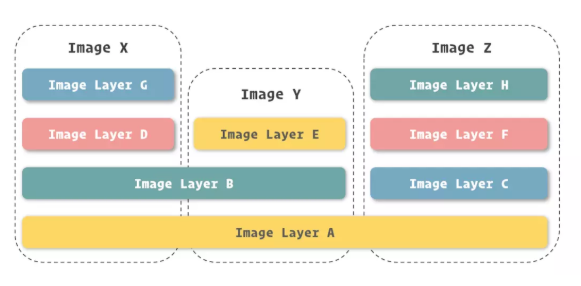 Image X
Image Z
Image Layer G
Image Layer H
Image Y
Image Layer D
Image Layer E
Image Layer F
Image Layer B
Image Layer C
Image Layer A